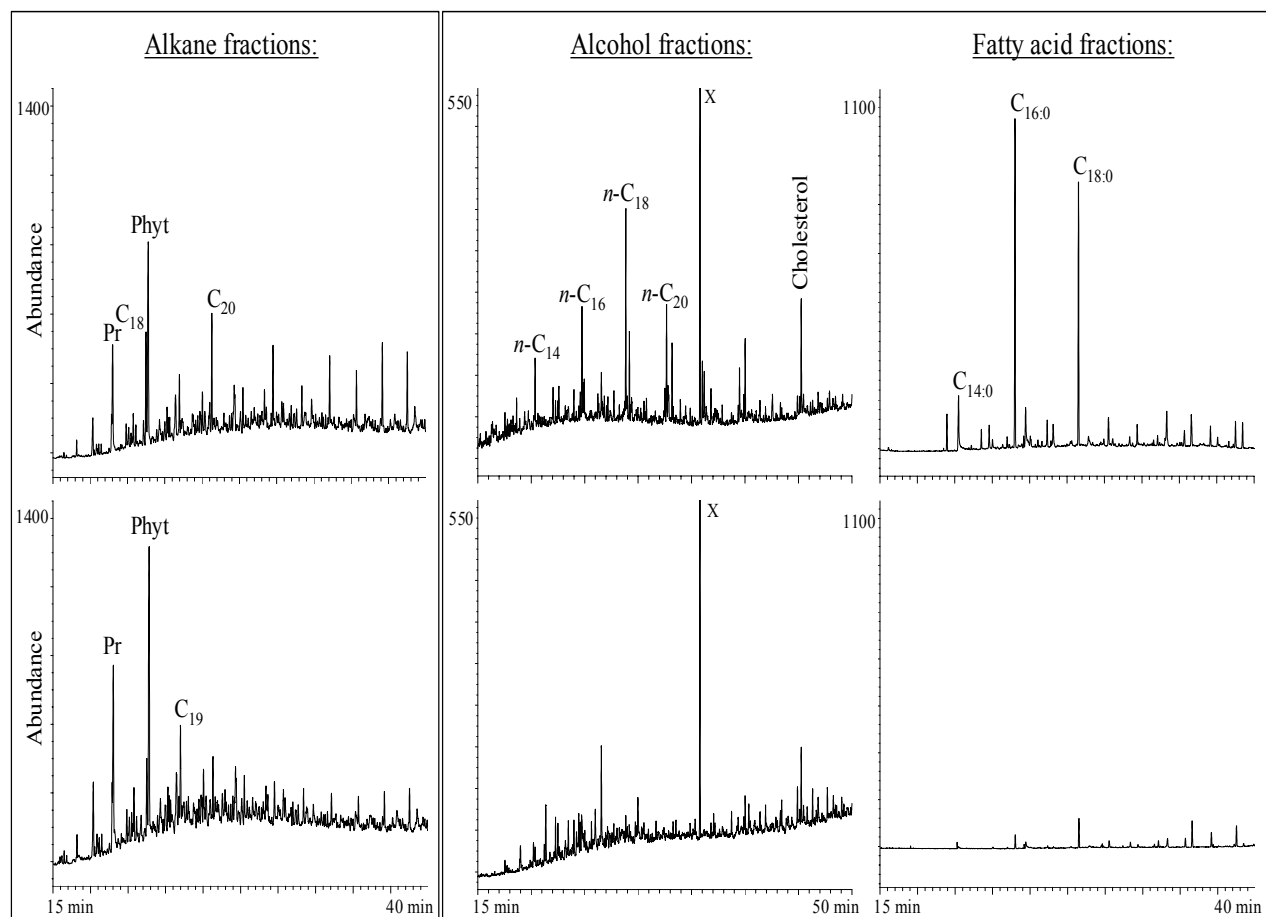 Alkane fractions:
Alcohol fractions:
Fatty acid fractions:
1400
Abundance
Pr
C18
Phyt
C20
550
n-C14
n-C16
n-C18
n-C20
X
Cholesterol
1100
C14:0
C16:0
C18:0
1400
Abundance
Pr
Phyt
C19
15 min
40 min
550
X
15 min
50 min
1100
15 min
40 min